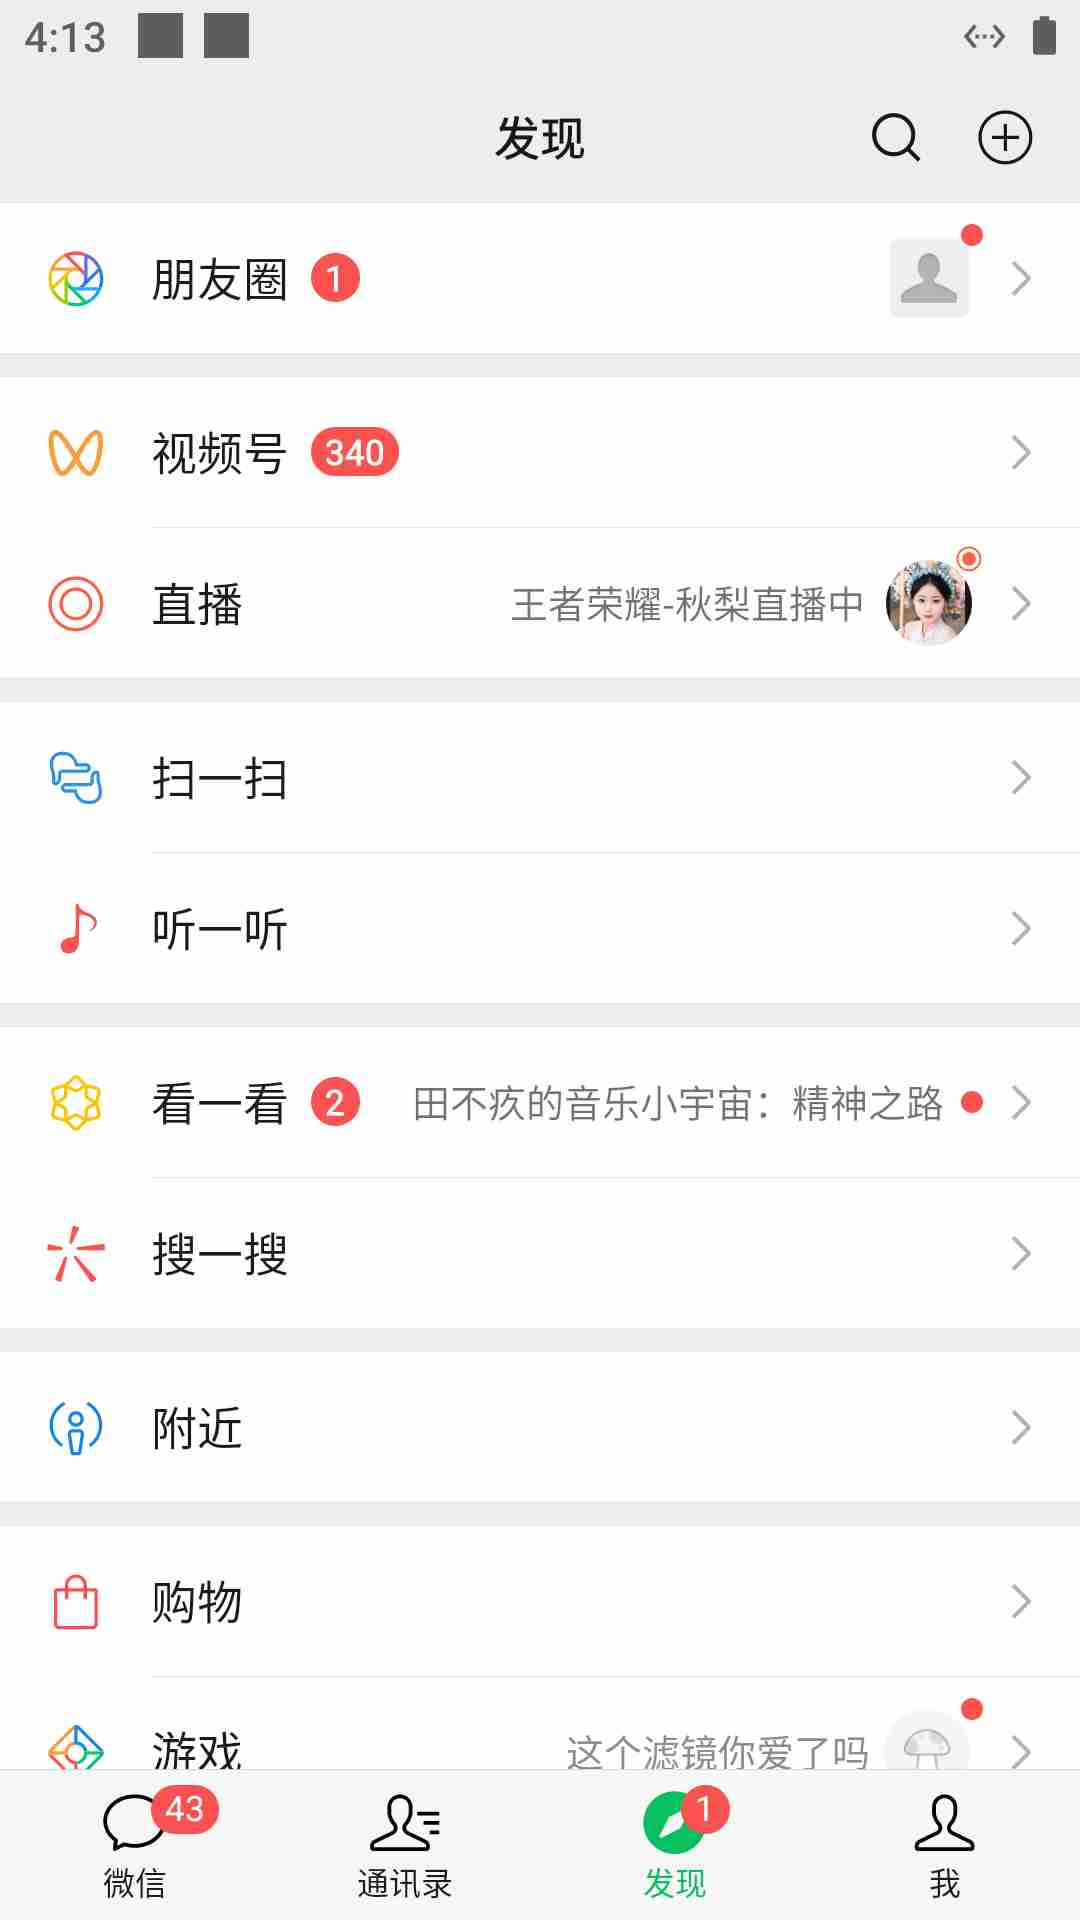 4:13
发现
朋友圈 1
视频号 340
直播 王者荣耀-秋梨直播中
扫一扫
听一听
看一看 2 田不疚的音乐小宇宙：精神之路
搜一搜
附近
购物
游戏 这个滤镜你爱了吗
43 1
微信 通讯录 发现 我